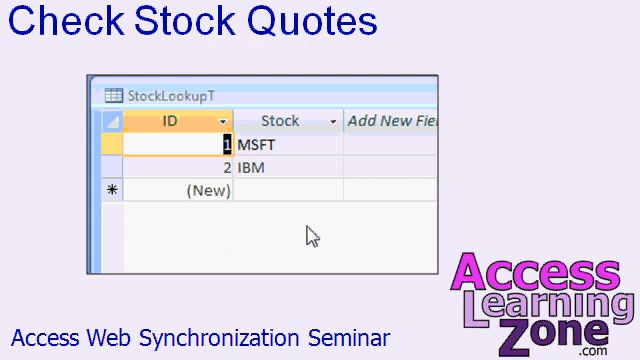 Check Stock Quotes
StockLookupT
ID Stock Add New Fie
1 MSFT
2 IBM
(New)
Access
Learning
Zone
.com
Access Web Synchronization Seminar